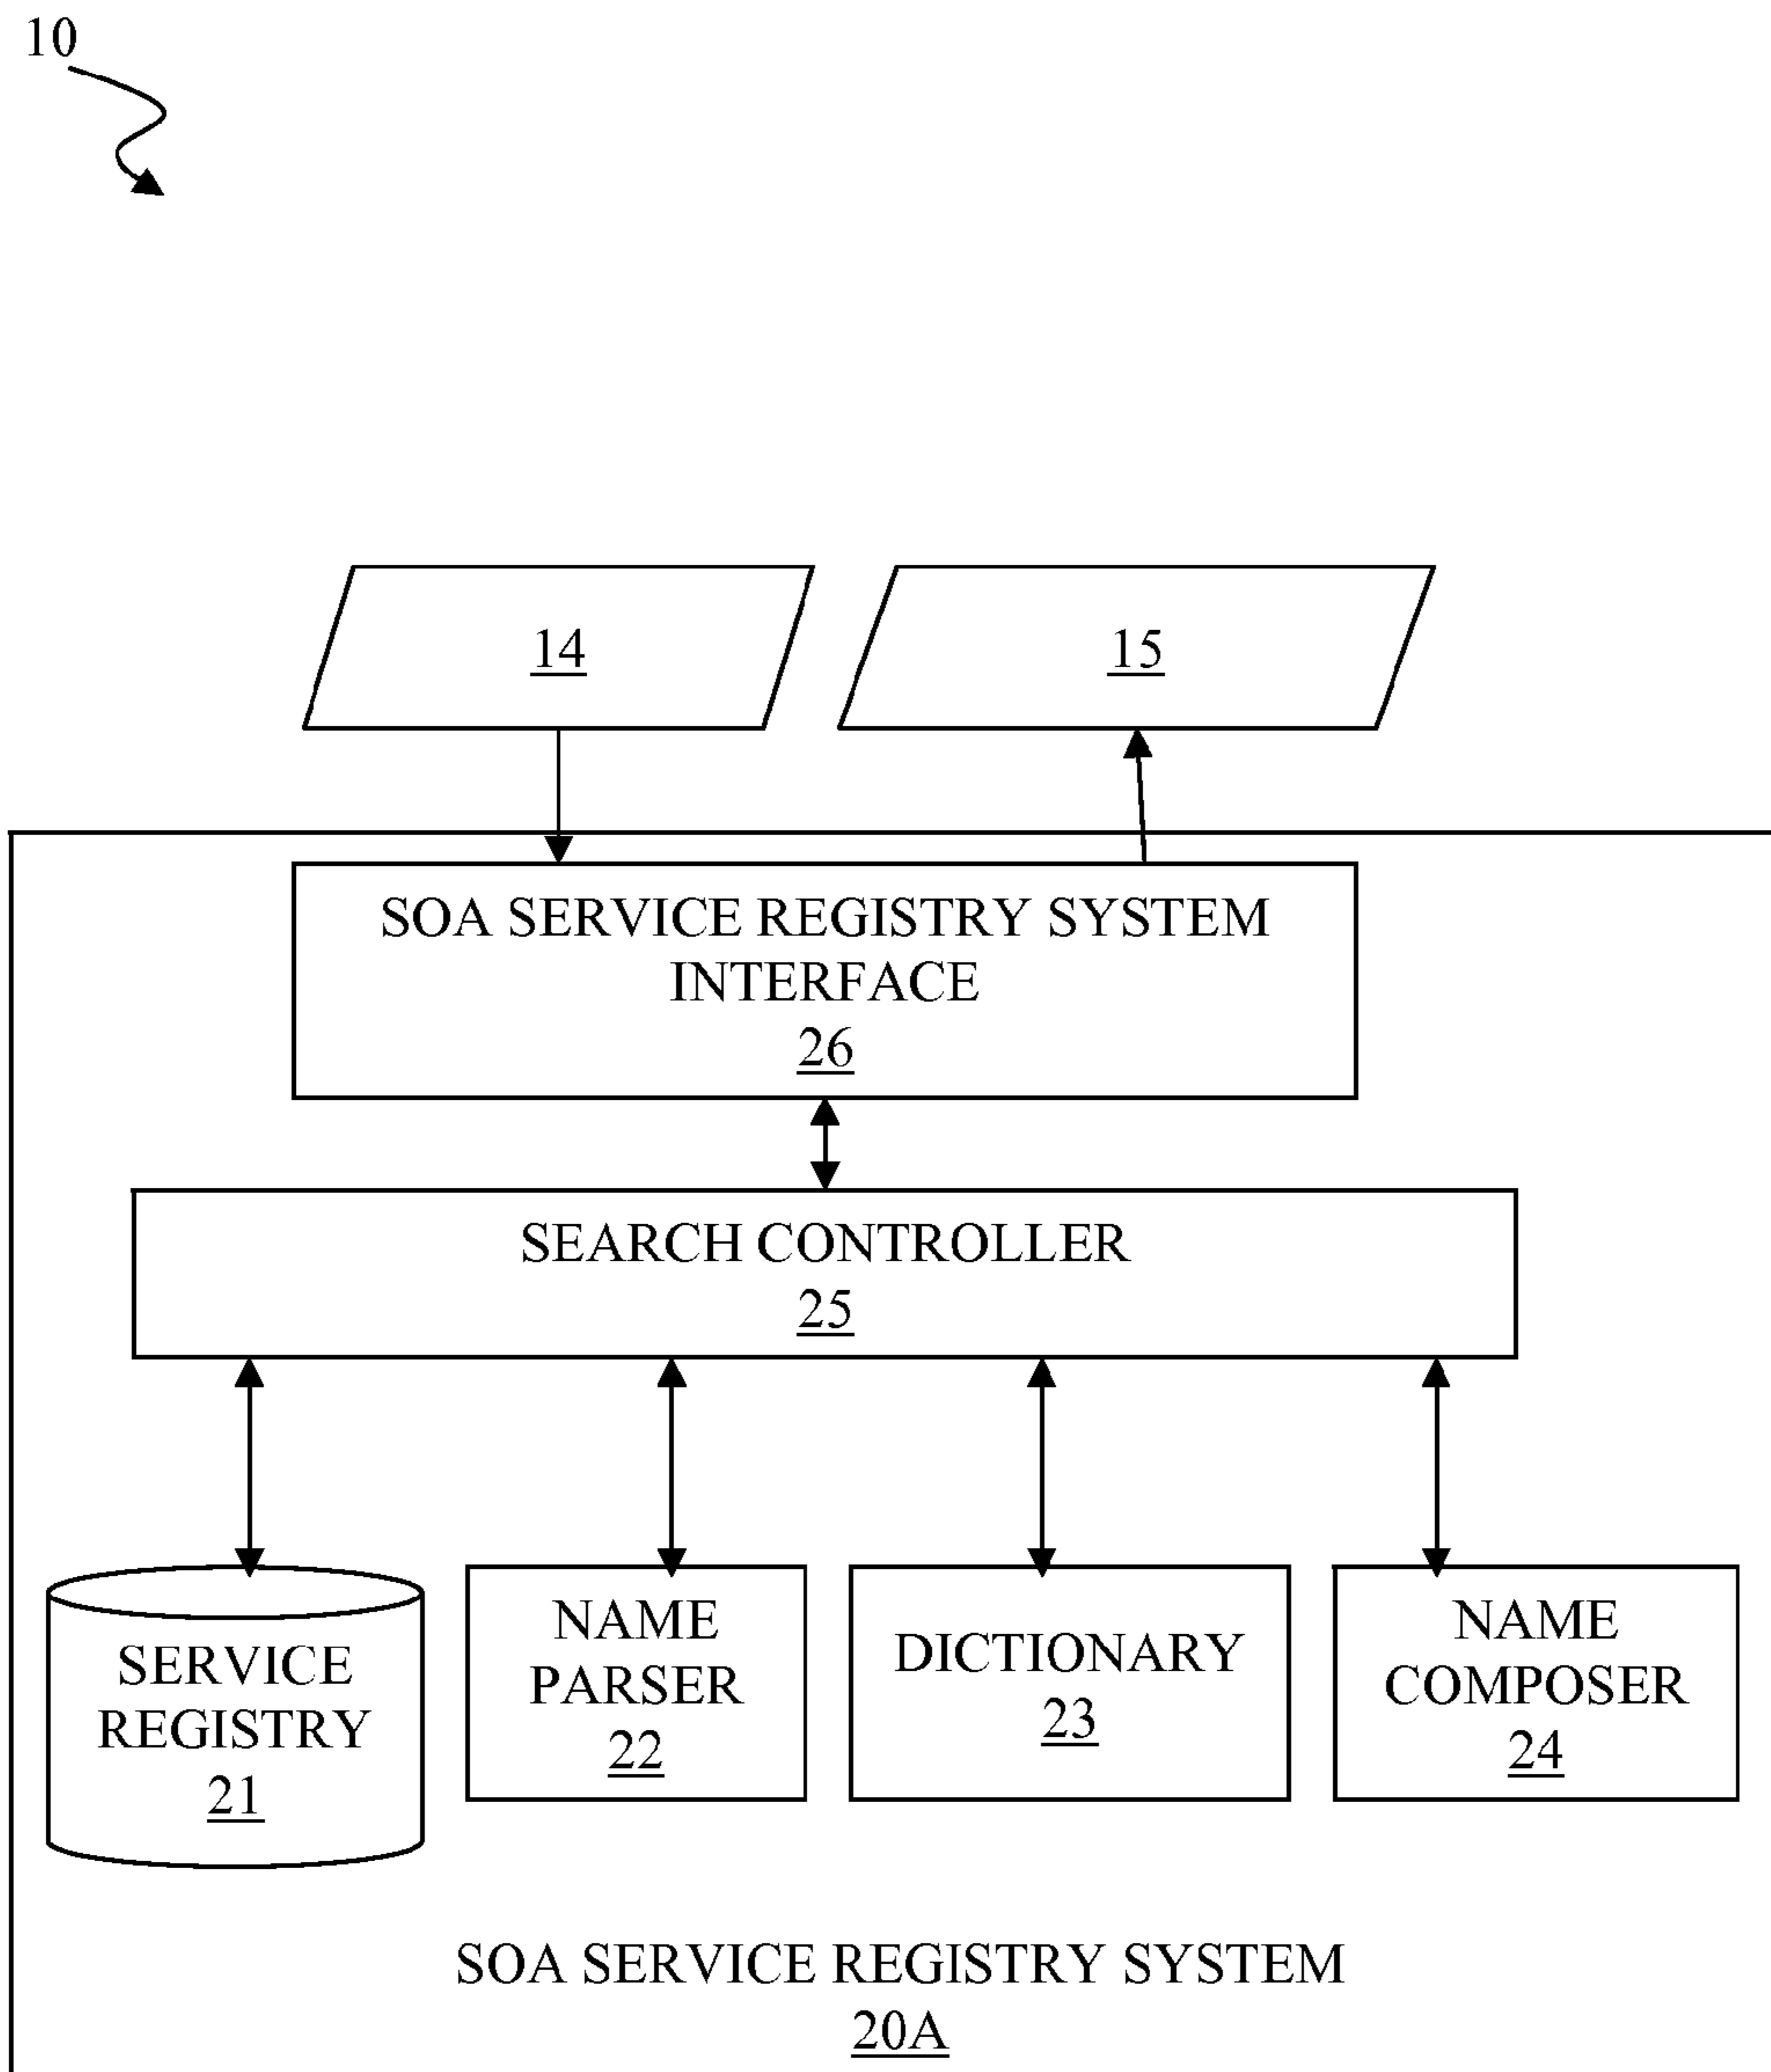 10
14
15
SOA SERVICE REGISTRY SYSTEM
INTERFACE
26
SEARCH CONTROLLER
25
SERVICE
REGISTRY
21
NAME
PARSER
22
DICTIONARY
23
NAME
COMPOSER
24
SOA SERVICE REGISTRY SYSTEM
20A